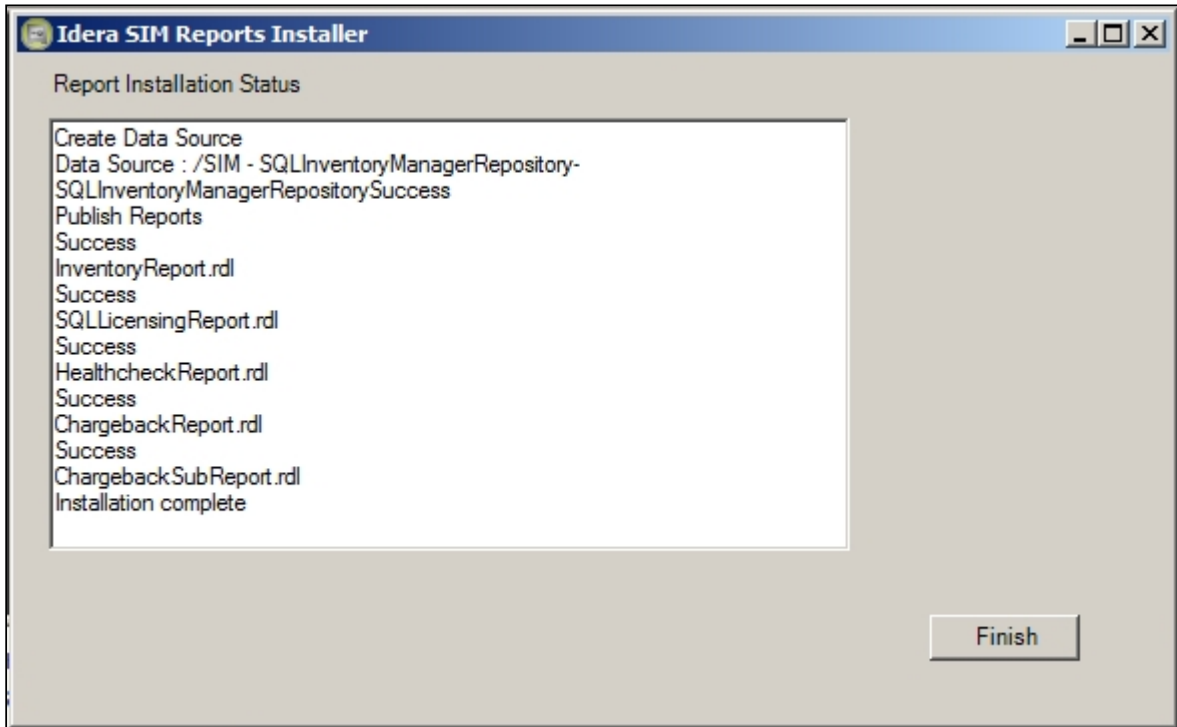 Idera SIM Reports Installer
Report Installation Status
Create Data Source
Data Source : /SIM - SQLInventoryManagerRepository-
SQLInventoryManagerRepositorySuccess
Publish Reports
Success
InventoryReport.rdl
Success
SQLLicensingReport.rdl
Success
HealthcheckReport.rdl
Success
ChargebackReport.rdl
Success
ChargebackSubReport.rdl
Installation complete
Finish